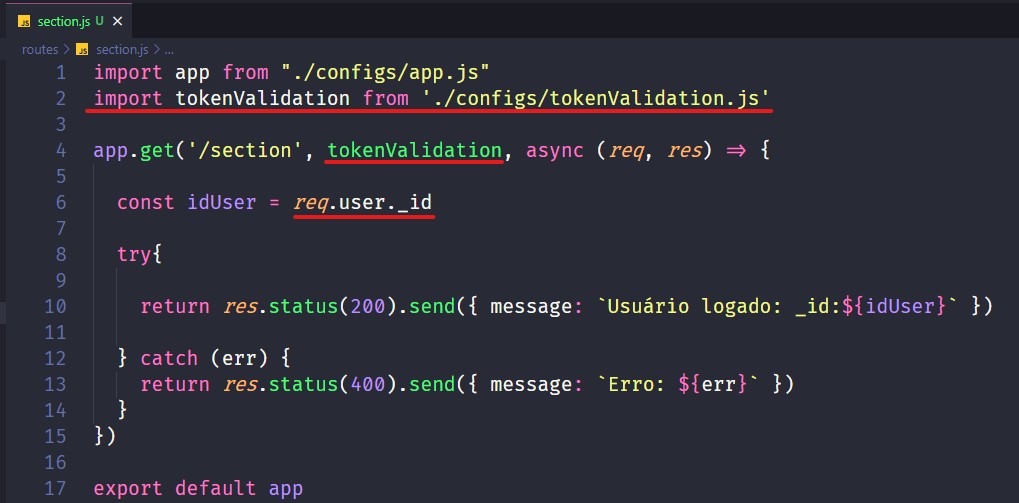 JS section.js U ×
routes > JS section.js > ...
1 import app from "./configs/app.js"
2 import tokenValidation from './configs/tokenValidation.js'
3
4 app.get('/section', tokenValidation, async (req, res) => {
5
6   const idUser = req.user._id
7
8   try{
9
10     return res.status(200).send({ message: `Usuário logado: _id:${idUser}` })
11
12   } catch (err) {
13     return res.status(400).send({ message: `Erro: ${err}` })
14   }
15 })
16
17 export default app